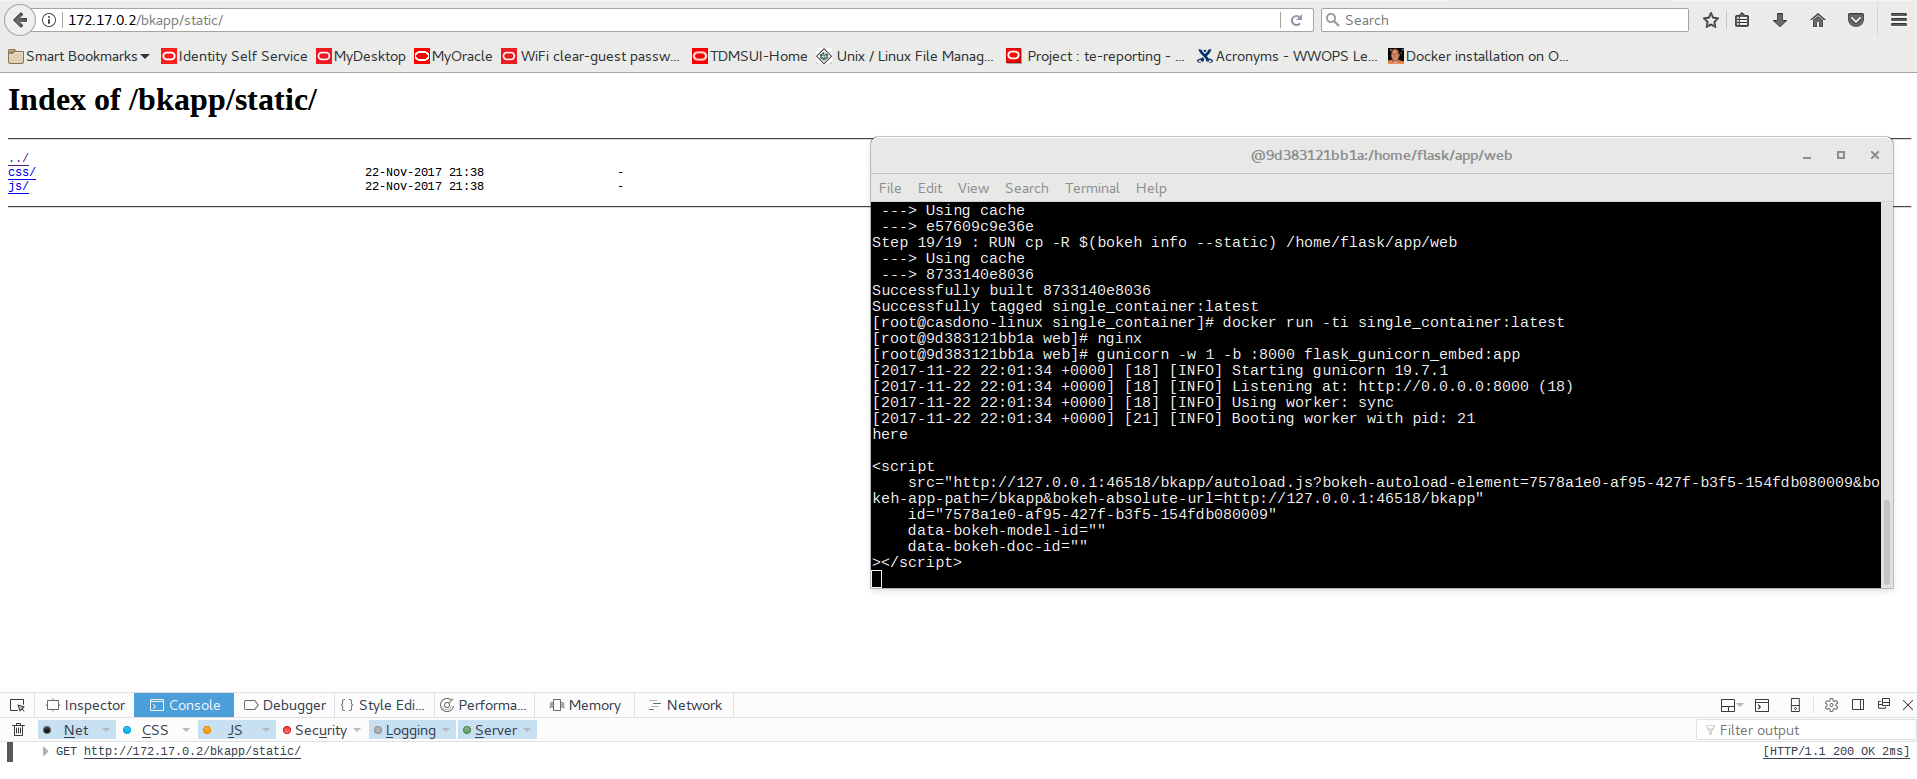 172.17.0.2/bkapp/static/
Search
Smart Bookmarks Identity Self Service MyDesktop MyOracle WiFi clear-guest passw... TDMSUI-Home Unix / Linux File Manag... Project : te-reporting - ... Acronyms - WWOPS Le... Docker installation on O...
Index of /bkapp/static/
../
css/ 22-Nov-2017 21:38 -
js/ 22-Nov-2017 21:38 -
@9d383121bb1a:/home/flask/app/web
File Edit View Search Terminal Help
---> Using cache
---> e57609c9e36e
Step 19/19 : RUN cp -R $(bokeh info --static) /home/flask/app/web
---> Using cache
---> 8733140e8036
Successfully built 8733140e8036
Successfully tagged single_container:latest
[root@casdono-linux single_container]# docker run -ti single_container:latest
[root@9d383121bb1a web]# nginx
[root@9d383121bb1a web]# gunicorn -w 1 -b :8000 flask_gunicorn_embed:app
[2017-11-22 22:01:34 +0000] [18] [INFO] Starting gunicorn 19.7.1
[2017-11-22 22:01:34 +0000] [18] [INFO] Listening at: http://0.0.0.0:8000 (18)
[2017-11-22 22:01:34 +0000] [18] [INFO] Using worker: sync
[2017-11-22 22:01:34 +0000] [21] [INFO] Booting worker with pid: 21
here
<script
src="http://127.0.0.1:46518/bkapp/autoload.js?bokeh-autoload-element=7578a1e0-af95-427f-b3f5-154fdb080009&bo
keh-app-path=/bkapp&bokeh-absolute-url=http://127.0.0.1:46518/bkapp"
id="7578a1e0-af95-427f-b3f5-154fdb080009"
data-bokeh-model-id=""
data-bokeh-doc-id=""
></script>
Inspector Console Debugger Style Edi... Performa... Memory Network
Net CSS JS Security Logging Server Filter output
GET http://172.17.0.2/bkapp/static/ [HTTP/1.1 200 OK 2ms]